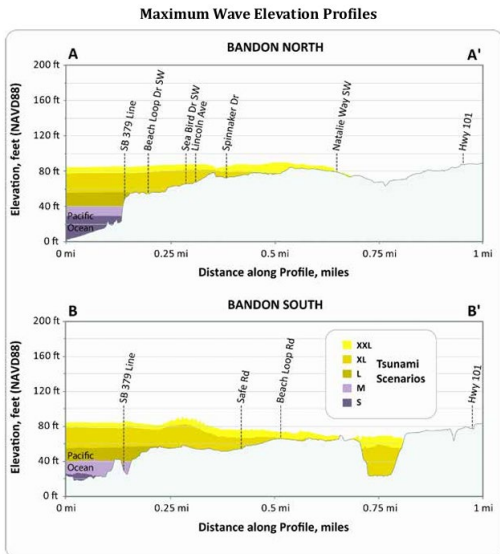 Maximum Wave Elevation Profiles
BANDON NORTH
A
A'
Elevation, feet (NAVD88)
200 ft
160 ft
120 ft
80 ft
40 ft
0 ft
SB 379 Line
Beach Loop Dr SW
Sea Bird Dr SW
Lincoln Ave
Spinnaker Dr
Natalie Way SW
Hwy 101
Pacific
Ocean
0 mi
0.25 mi
0.5 mi
0.75 mi
1 mi
Distance along Profile, miles
BANDON SOUTH
B
B'
Elevation, feet (NAVD88)
200 ft
160 ft
120 ft
80 ft
40 ft
0 ft
SB 379 Line
Safe Rd
Beach Loop Rd
Hwy 101
XXL
XL
L
M
S
Tsunami
Scenarios
Pacific
Ocean
0 mi
0.25 mi
0.5 mi
0.75 mi
1 mi
Distance along Profile, miles